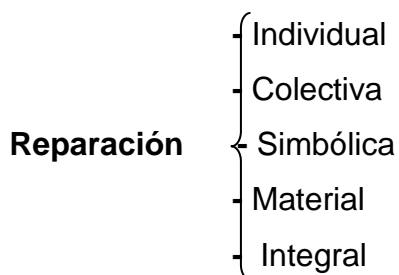 - Individual
- Colectiva
Reparación - Simbólica
- Material
- Integral